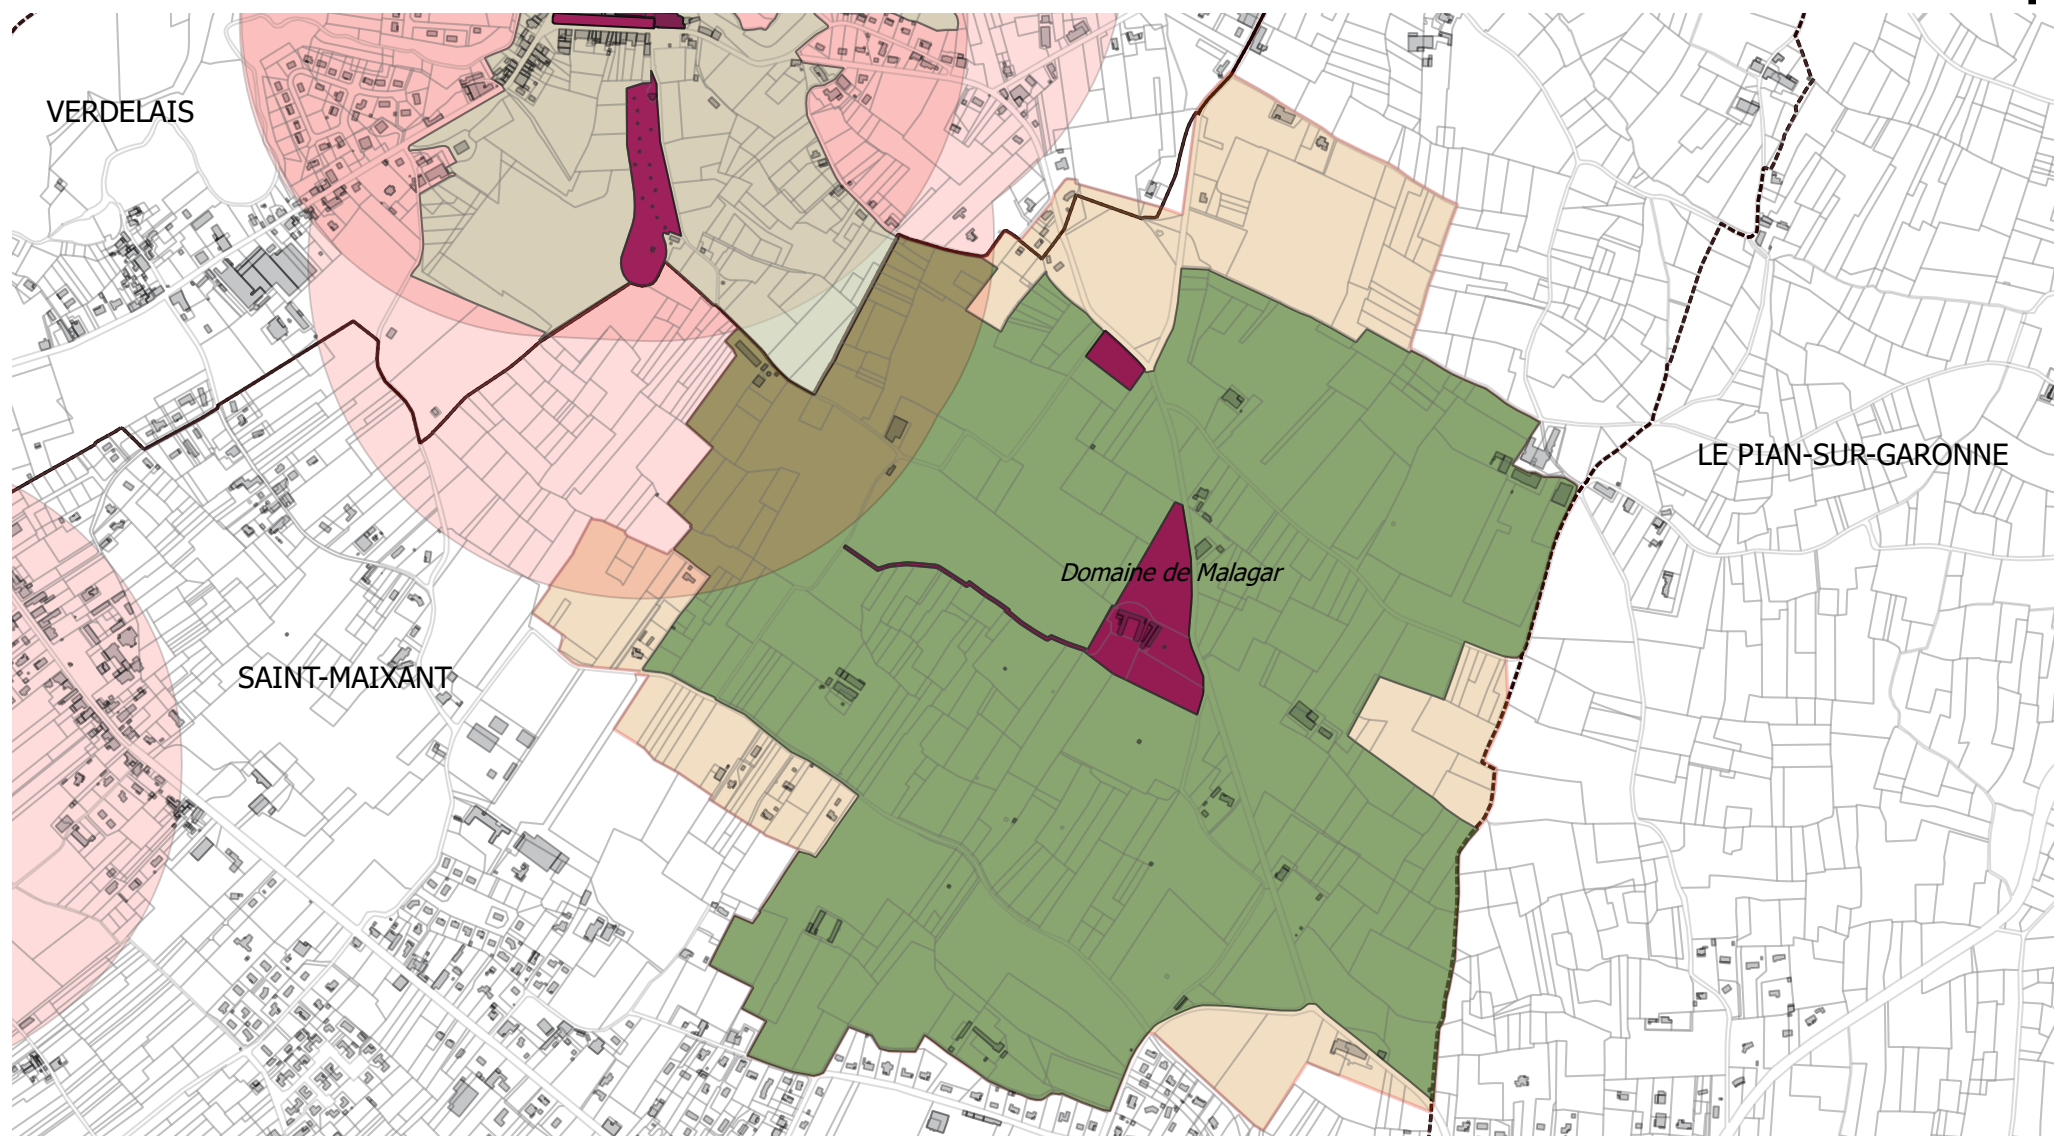 VERDELAIS
LE PIAN-SUR-GARONNE
Domaine de Malagar
SAINT-MAIXANT